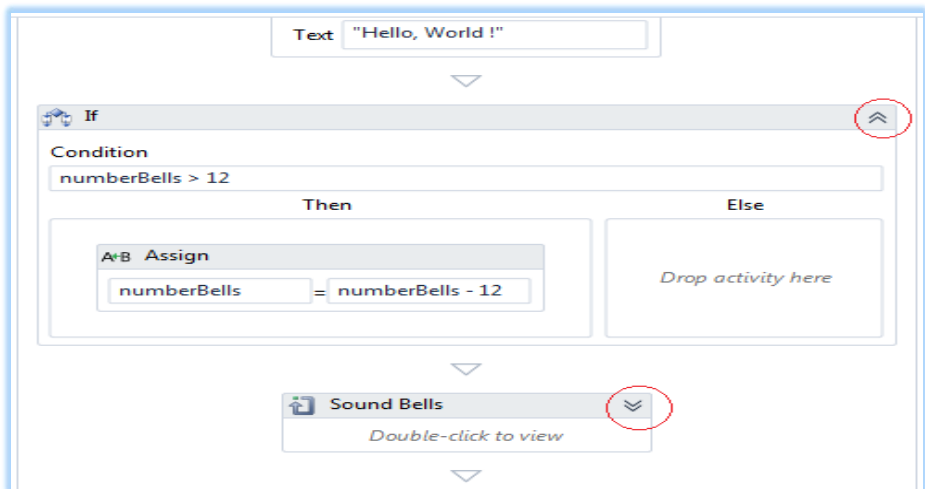 Text "Hello, World !"
If
Condition
numberBells > 12
Then Else
A+B Assign
numberBells = numberBells - 12
Drop activity here
Sound Bells
Double-click to view